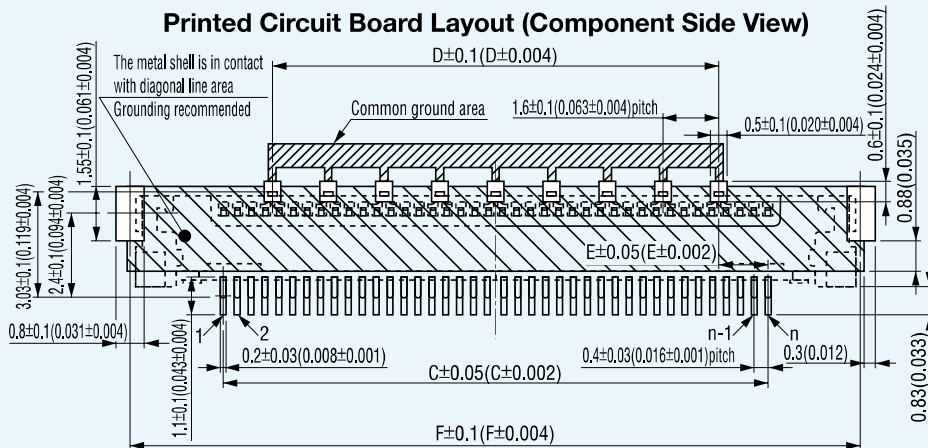 Printed Circuit Board Layout (Component Side View)
D±0.1(D±0.004)
The metal shell is in contact
with diagonal line area
Grounding recommended
Common ground area
1.6±0.1(0.063±0.004)pitch
0.5±0.1(0.020±0.004)
0.6±0.1(0.024±0.004)
1.55±0.1(0.061±0.004)
0.88(0.035)
3.03±0.1(0.119±0.004)
2.4±0.1(0.094±0.004)
E±0.05(E±0.002)
0.8±0.1(0.031±0.004)
1
2
n-1
n
0.2±0.03(0.008±0.001)
0.4±0.03(0.016±0.001)pitch
0.3(0.012)
0.83(0.033)
1.1±0.1(0.043±0.004)
C±0.05(C±0.002)
F±0.1(F±0.004)